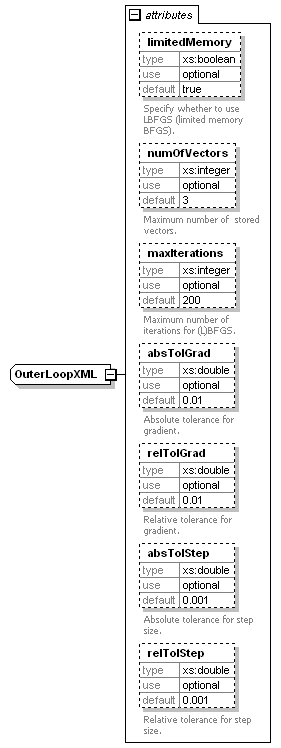 attributes
limitedMemory
type xs:boolean
use optional
default true
Specify whether to use
LBFGS (limited memory
BFGS).
numOfVectors
type xs:integer
use optional
default 3
Maximum number of stored
vectors.
maxIterations
type xs:integer
use optional
default 200
Maximum number of
iterations for (L)BFGS.
OuterLoopXML
absTolGrad
type xs:double
use optional
default 0.01
Absolute tolerance for
gradient.
relTolGrad
type xs:double
use optional
default 0.01
Relative tolerance for
gradient.
absTolStep
type xs:double
use optional
default 0.001
Absolute tolerance for step
size.
relTolStep
type xs:double
use optional
default 0.001
Relative tolerance for step
size.